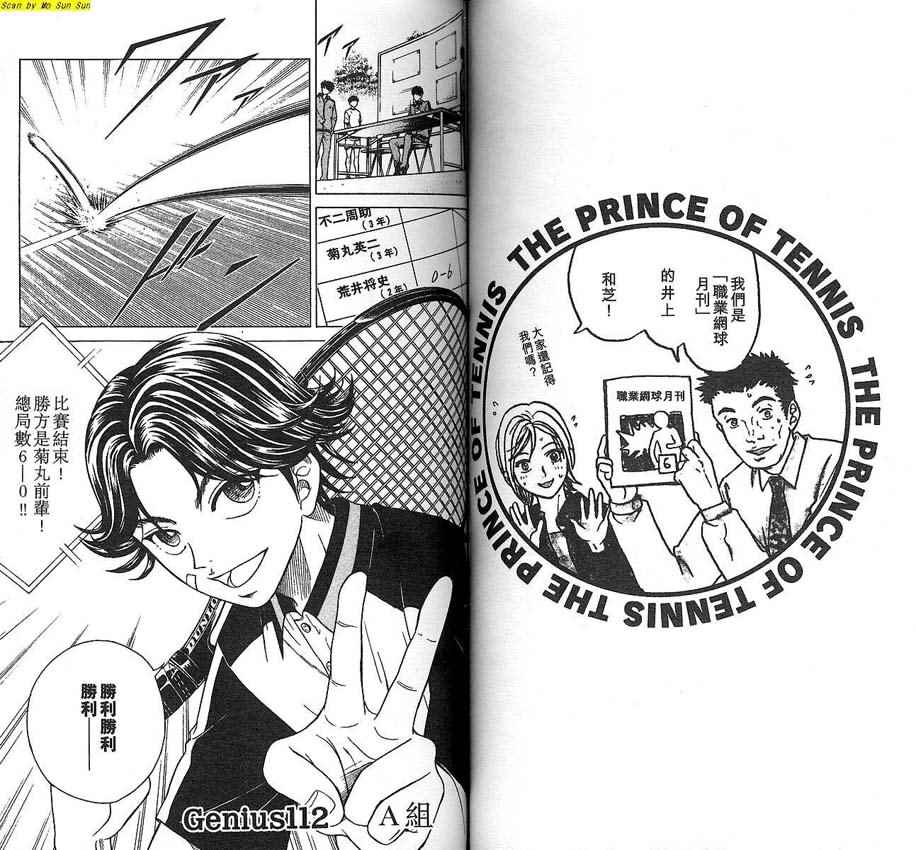 Scan by Mo Sun Sun
THE PRINCE OF TENNIS THE PRINCE OF TENNIS THE PRINCE OF TENNIS
我們是
「職業網球
月刊」
的井上
和芝！
大家還記得
我們嗎？
職業網球月刊
6
不二周助
(3年)
菊丸英二
(3年)
荒井将史
(2年)
0-6
比賽結束！
勝方是菊丸前輩！
總局數6—0!!
DUNLO
勝利勝利
勝利——
Genius112
A組